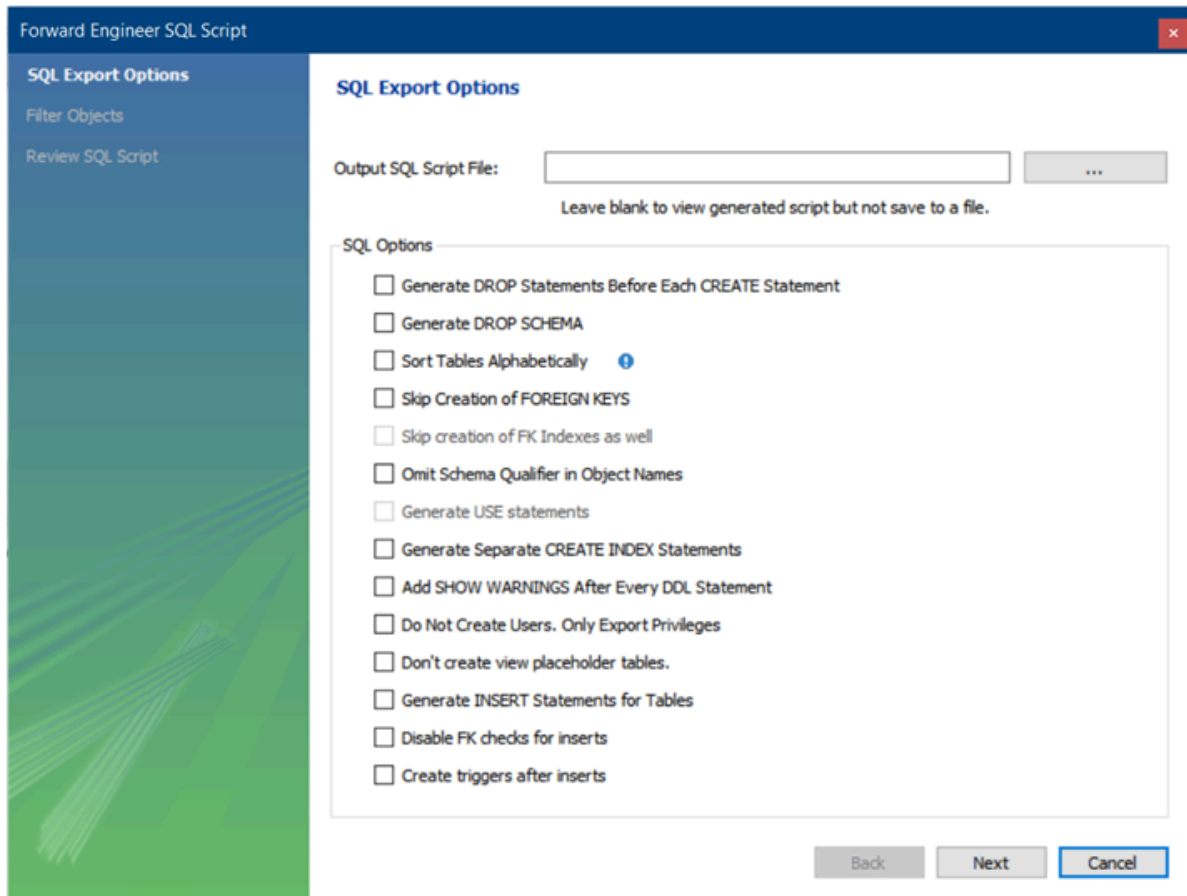 Forward Engineer SQL Script
SQL Export Options
Filter Objects
Review SQL Script
SQL Export Options
Output SQL Script File:
...
Leave blank to view generated script but not save to a file.
SQL Options
Generate DROP Statements Before Each CREATE Statement
Generate DROP SCHEMA
Sort Tables Alphabetically
Skip Creation of FOREIGN KEYS
Skip creation of FK Indexes as well
Omit Schema Qualifier in Object Names
Generate USE statements
Generate Separate CREATE INDEX Statements
Add SHOW WARNINGS After Every DDL Statement
Do Not Create Users. Only Export Privileges
Don't create view placeholder tables.
Generate INSERT Statements for Tables
Disable FK checks for inserts
Create triggers after inserts
Back Next Cancel